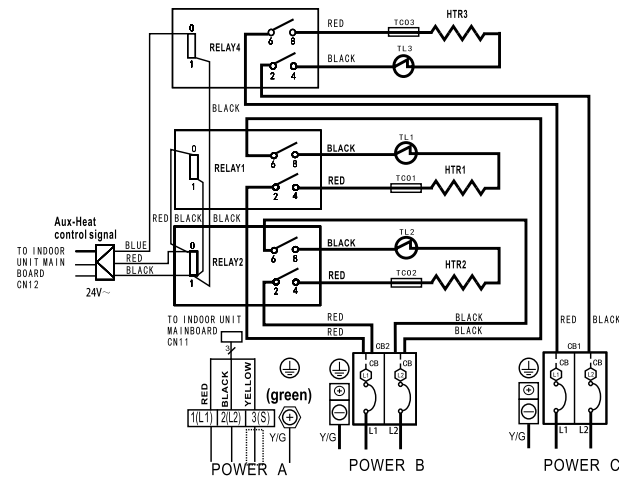 RELAY4
0
1
6
8
2
4
RED
TCO3
HTR3
BLACK
TL3
BLACK
RELAY1
0
1
6
8
2
4
BLACK
TL1
RED
TCO1
HTR1
RED
BLACK
BLACK
RELAY2
0
1
6
8
2
4
BLACK
TL2
RED
TCO2
HTR2
Aux-Heat
control signal
TO INDOOR
UNIT MAIN
BOARD
CN12
BLUE
RED
BLACK
24V~
TO INDOOR UNIT
MAINBOARD
CN11
3
RED
BLACK
YELLOW
(green)
1(L1)
2(L2)
3(S)
Y/G
POWER A
RED
RED
BLACK
BLACK
CB2
CB
CB
L1
L2
L1
L2
Y/G
POWER B
RED
BLACK
CB1
CB
CB
L1
L2
L1
L2
Y/G
POWER C